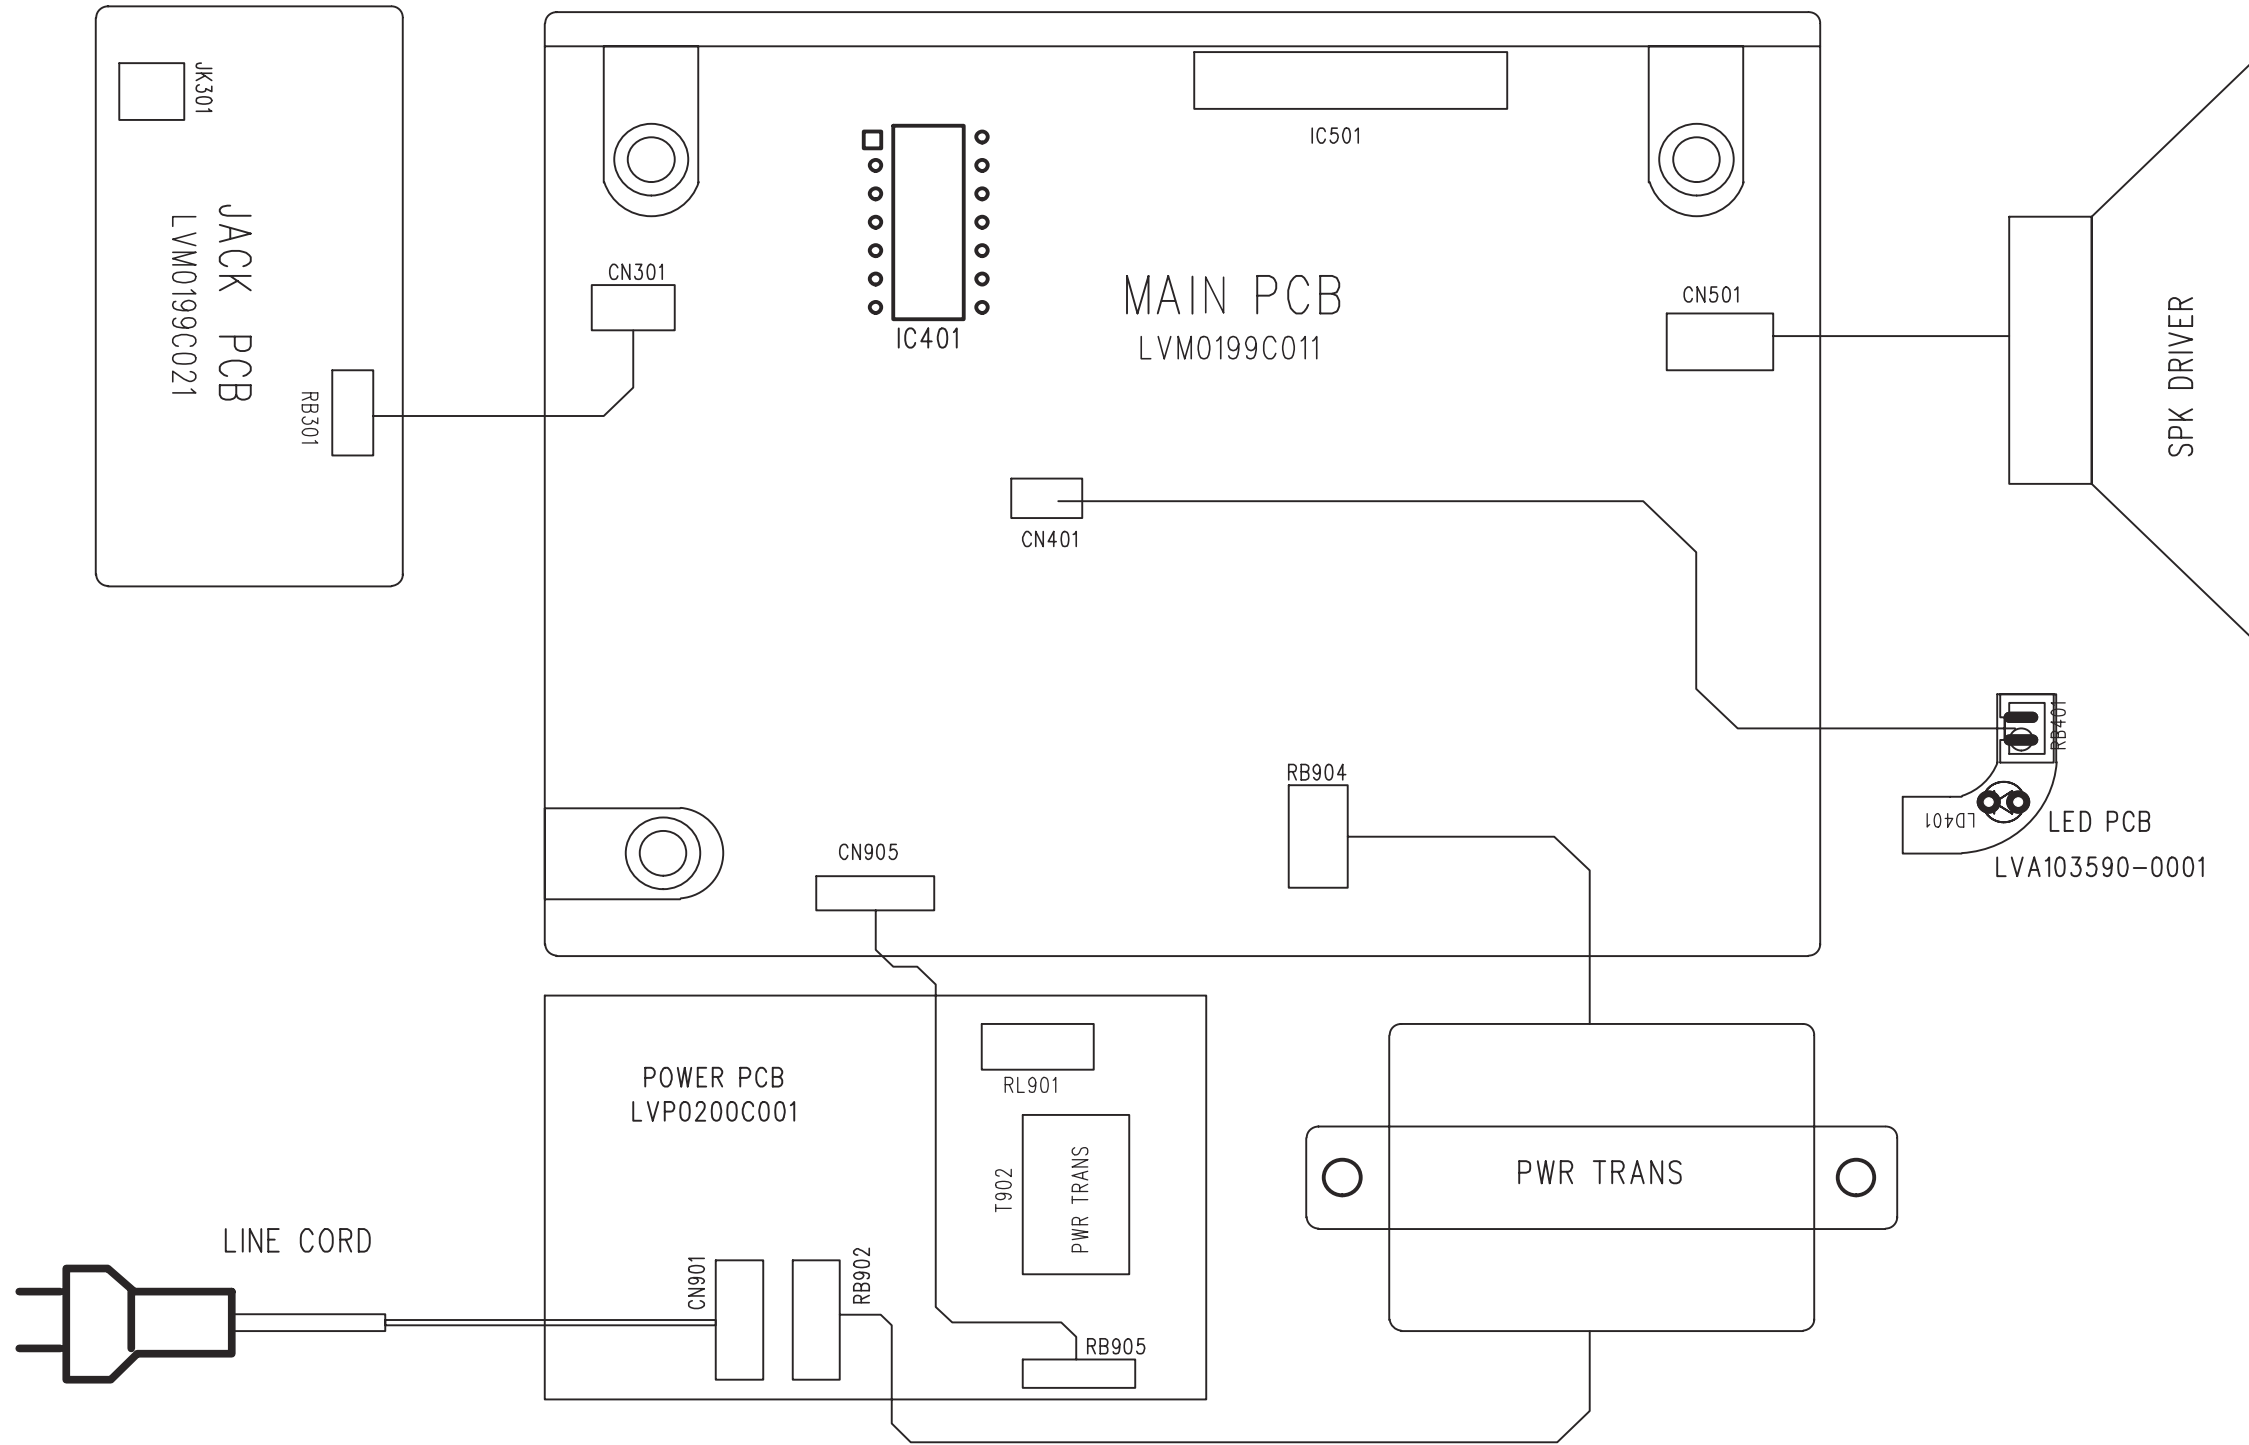 JK301
JACK PCB
LVM0199C021
RB301
IC501
IC401
CN301
MAIN PCB
LVM0199C011
CN501
SPK DRIVER
CN401
RB401
LD401
LED PCB
LVA103590-0001
RB904
CN905
POWER PCB
LVP0200C001
RL901
T902
PWR TRANS
PWR TRANS
LINE CORD
CN901
RB902
RB905